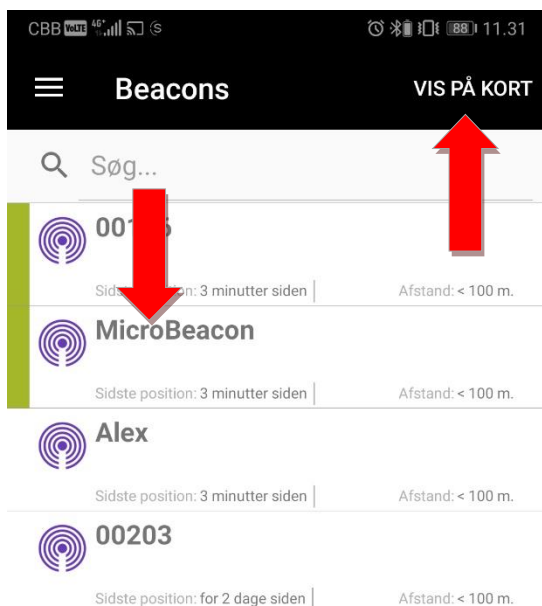 CBB VoLTE 4G 88 11.31
Beacons VIS PÅ KORT
Søg...
Sidste position: 3 minutter siden Afstand: < 100 m.
MicroBeacon
Sidste position: 3 minutter siden Afstand: < 100 m.
Alex
Sidste position: 3 minutter siden Afstand: < 100 m.
00203
Sidste position: for 2 dage siden Afstand: < 100 m.